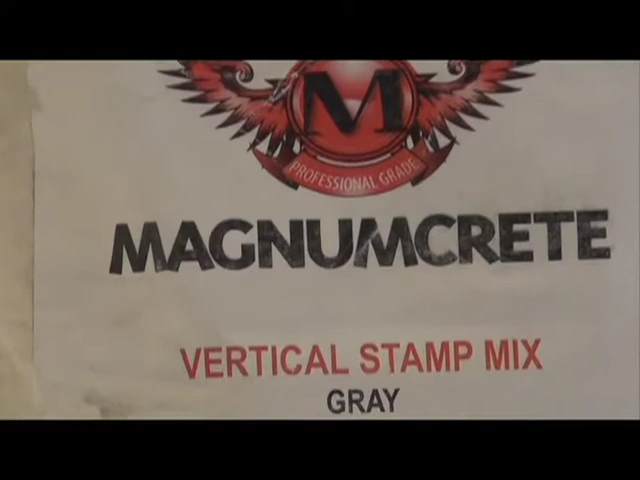 M
PROFESSIONAL GRADE
MAGNUMCRETE
VERTICAL STAMP MIX
GRAY